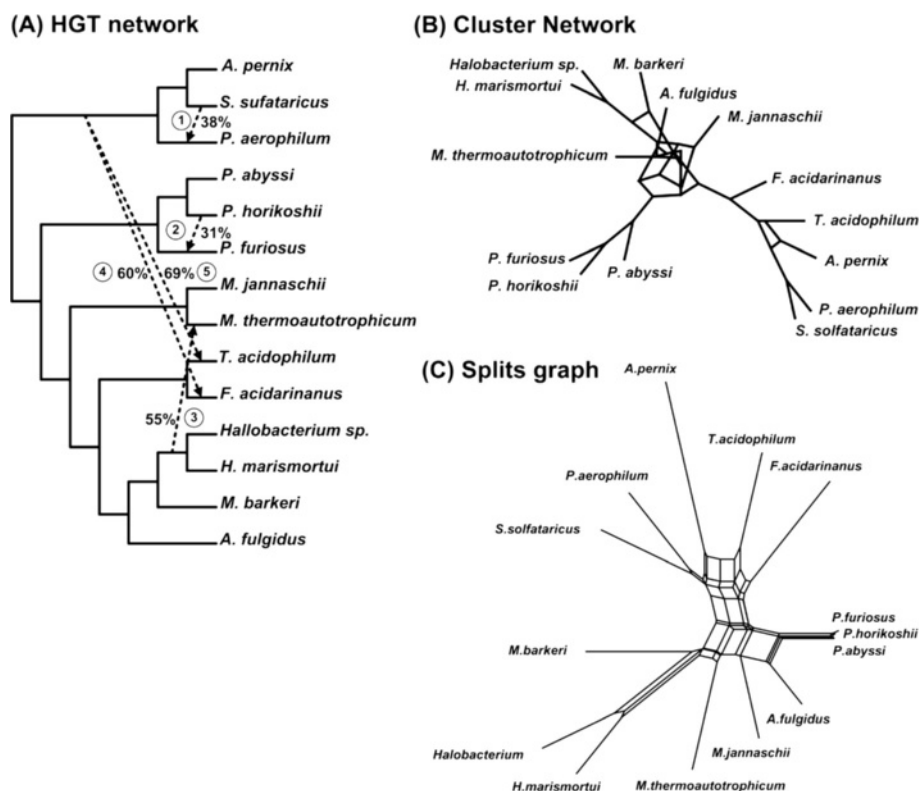 (A) HGT network
A. pernix
S. sufataricus
① 38%
P. aerophilum
P. abyssi
P. horikoshii
② 31%
P. furiosus
④ 60% 69% ⑤
M. jannaschii
M. thermoautotrophicum
T. acidophilum
F. acidarinanus
55% ③
Hallobacterium sp.
H. marismortui
M. barkeri
A. fulgidus
(B) Cluster Network
Halobacterium sp.
M. barkeri
H. marismortui
A. fulgidus
M. jannaschii
M. thermoautotrophicum
F. acidarinanus
T. acidophilum
A. pernix
P. furiosus
P. abyssi
P. horikoshii
P. aerophilum
S. solfataricus
(C) Splits graph
A.pernix
T.acidophilum
F.acidarinanus
P.aerophilum
S.solfataricus
P.furiosus
P.horikoshii
P.abyssi
M.barkeri
A.fulgidus
Halobacterium
M.jannaschii
H.marismortui
M.thermoautotrophicum